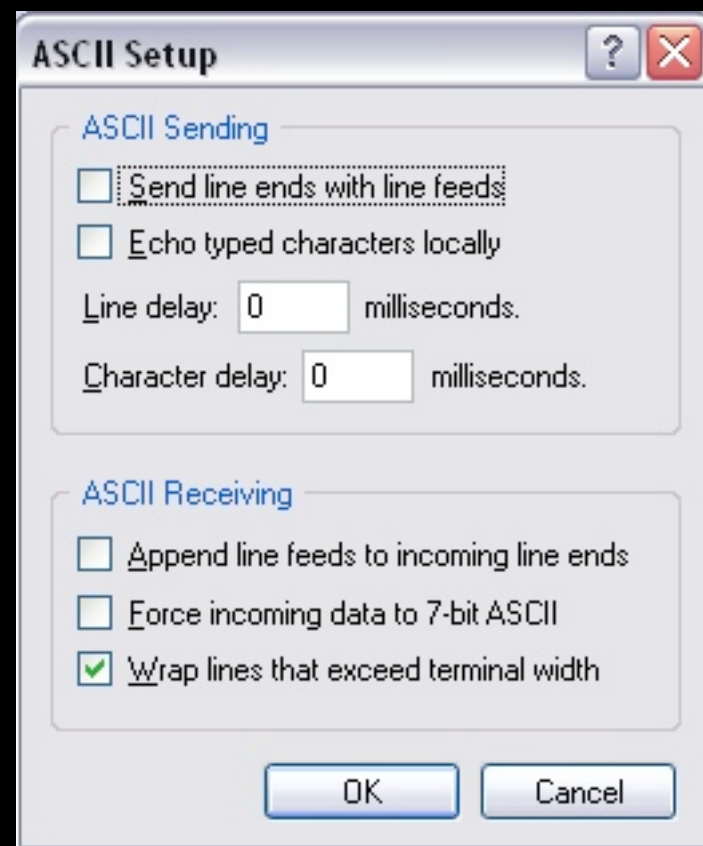 ASCII Setup
?
ASCII Sending
Send line ends with line feeds
Echo typed characters locally
Line delay: 0 milliseconds.
Character delay: 0 milliseconds.
ASCII Receiving
Append line feeds to incoming line ends
Force incoming data to 7-bit ASCII
Wrap lines that exceed terminal width
OK Cancel